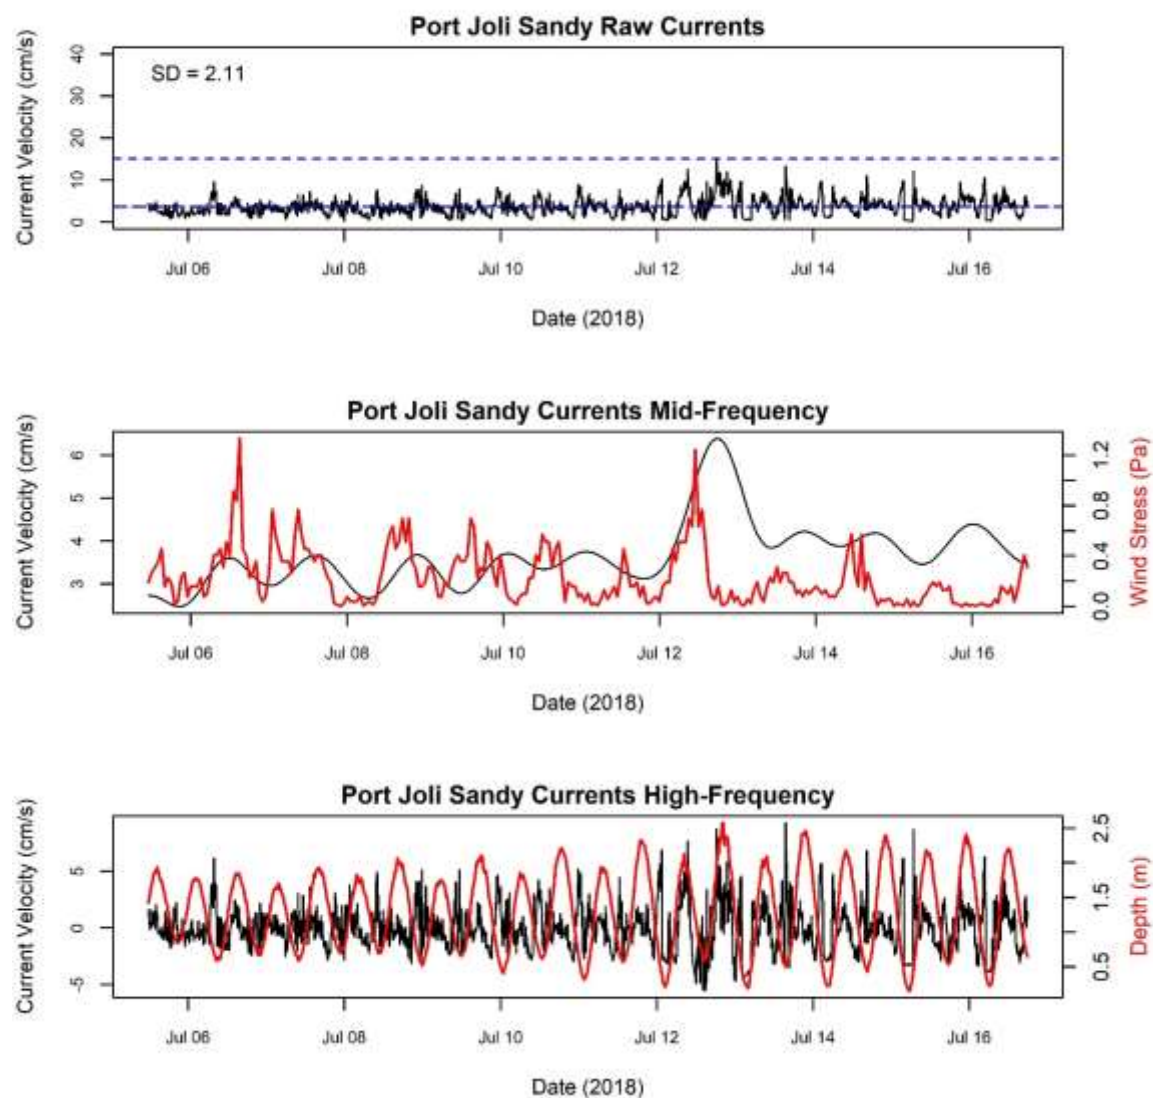 Port Joli Sandy Raw Currents
Current Velocity (cm/s)
40
30
20
10
0
SD = 2.11
Jul 06 Jul 08 Jul 10 Jul 12 Jul 14 Jul 16
Date (2018)
Port Joli Sandy Currents Mid-Frequency
Current Velocity (cm/s)
6
5
4
3
1.2
0.8
0.4
0.0
Wind Stress (Pa)
Jul 06 Jul 08 Jul 10 Jul 12 Jul 14 Jul 16
Date (2018)
Port Joli Sandy Currents High-Frequency
Current Velocity (cm/s)
5
0
-5
2.5
1.5
0.5
Depth (m)
Jul 06 Jul 08 Jul 10 Jul 12 Jul 14 Jul 16
Date (2018)